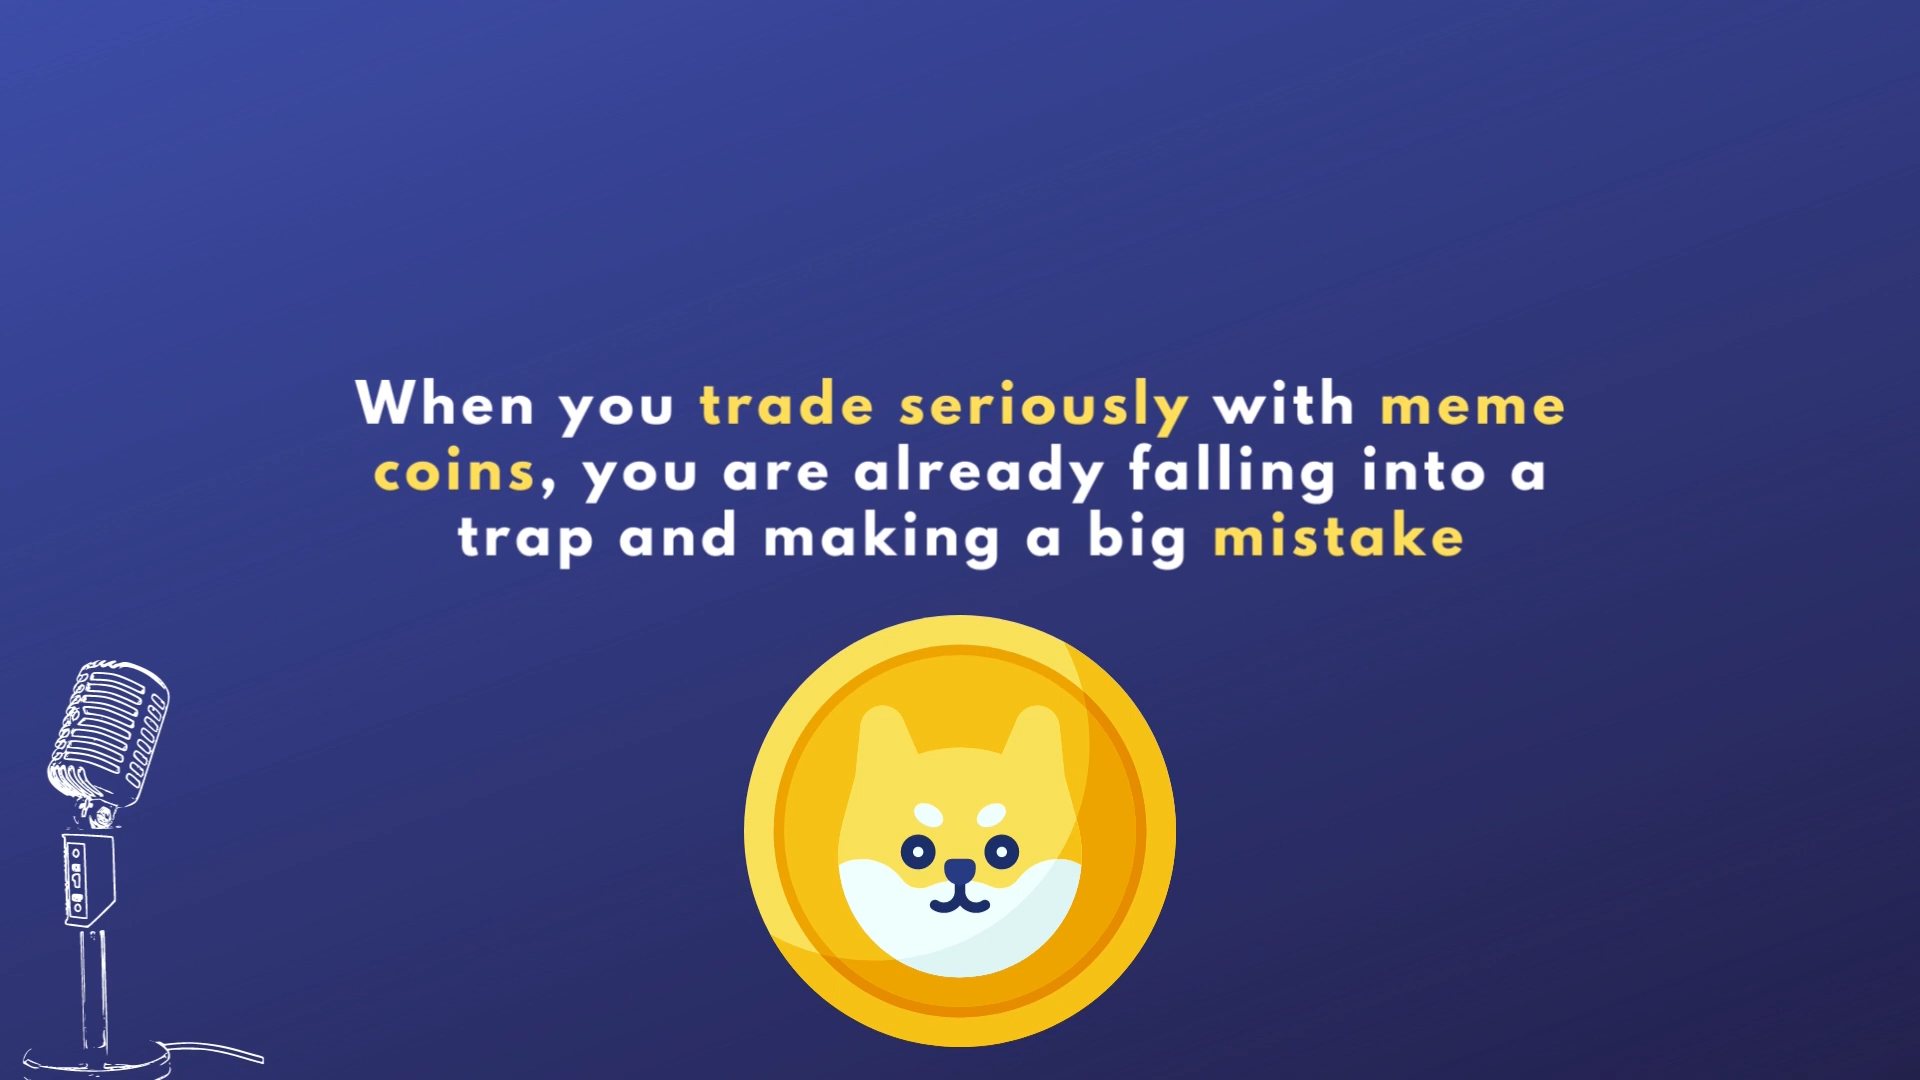 When you trade seriously with meme
coins, you are already falling into a
trap and making a big mistake